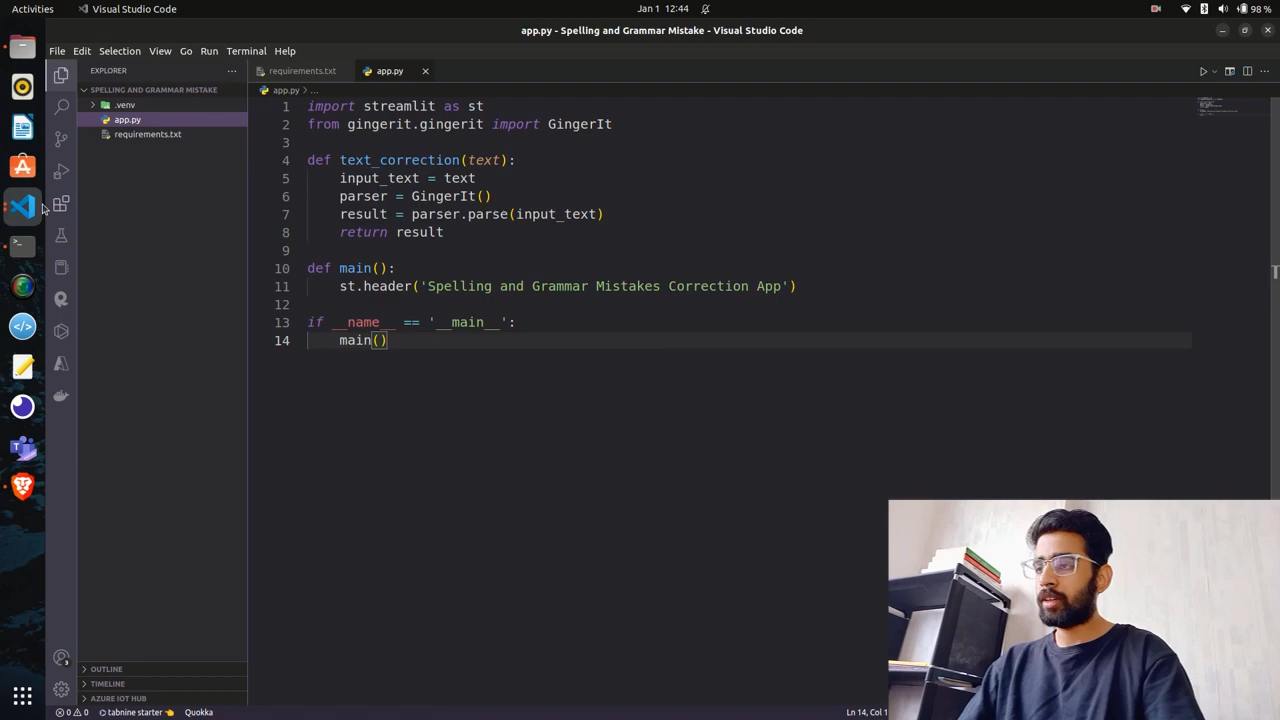 Activities
Visual Studio Code
Jan 1 12:44
98 %
app.py - Spelling and Grammar Mistake - Visual Studio Code
File Edit Selection View Go Run Terminal Help
EXPLORER
SPELLING AND GRAMMAR MISTAKE
.venv
app.py
requirements.txt
requirements.txt
app.py
app.py > ...
1 import streamlit as st
2 from gingerit.gingerit import GingerIt
3
4 def text_correction(text):
5 input_text = text
6 parser = GingerIt()
7 result = parser.parse(input_text)
8 return result
9
10 def main():
11 st.header('Spelling and Grammar Mistakes Correction App')
12
13 if __name__ == '__main__':
14 main()
OUTLINE
TIMELINE
AZURE IOT HUB
3
0 0 tabnine starter Quokka
Ln 14, Col 1